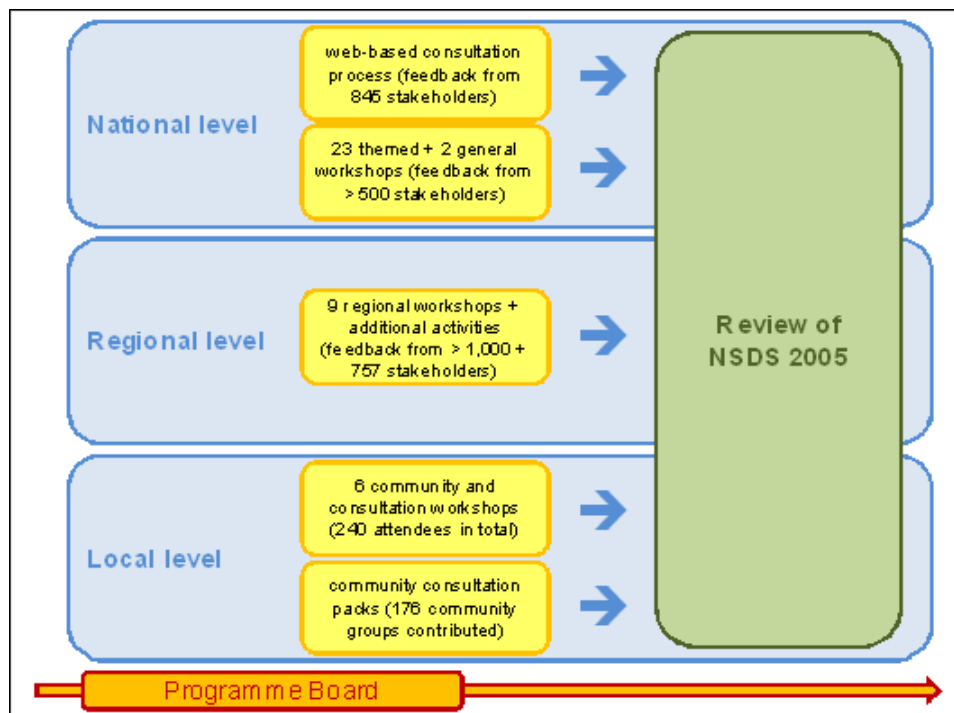 web-based consultation
process (feedback from
845 stakeholders)
National level
23 themed + 2 general
workshops (feedback from
> 500 stakeholders)
9 regional workshops +
additional activities
(feedback from > 1,000 +
757 stakeholders)
Regional level
Review of
NSDS 2005
6 community and
consultation workshops
(240 attendees in total)
Local level
community consultation
packs (176 community
groups contributed)
Programme Board